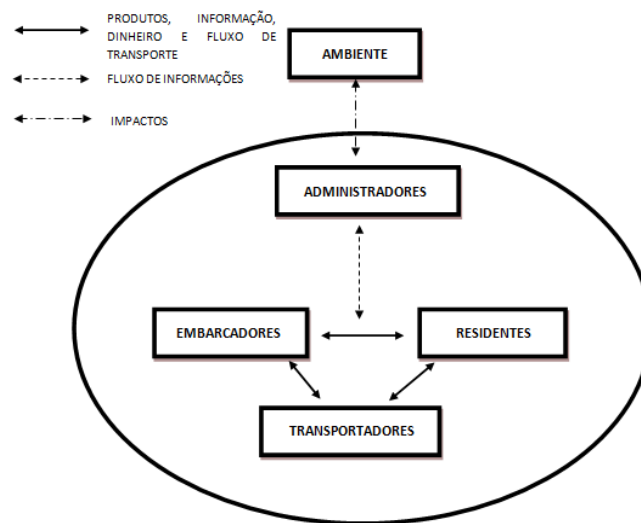 PRODUTOS, INFORMAÇÃO,
DINHEIRO E FLUXO DE
TRANSPORTE
FLUXO DE INFORMAÇÕES
IMPACTOS
AMBIENTE
ADMINISTRADORES
EMBARCADORES
RESIDENTES
TRANSPORTADORES